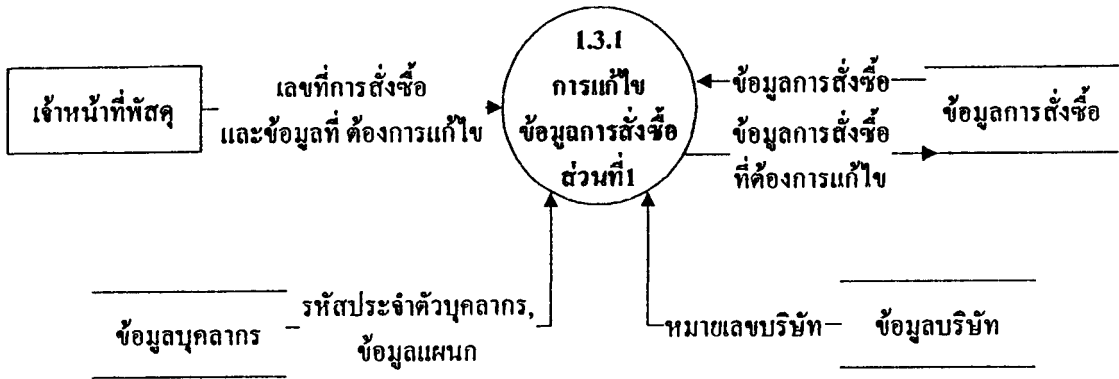 1.3.1
การแก้ไข
ข้อมูลการสั่งซื้อ
ส่วนที่1
เจ้าหน้าที่พัสดุ
เลขที่การสั่งซื้อ
และข้อมูลที่ ต้องการแก้ไข
ข้อมูลการสั่งซื้อ
ข้อมูลการสั่งซื้อ
ที่ต้องการแก้ไข
ข้อมูลการสั่งซื้อ
ข้อมูลบุคลากร
รหัสประจำตัวบุคลากร,
ข้อมูลแผนก
หมายเลขบริษัท
ข้อมูลบริษัท